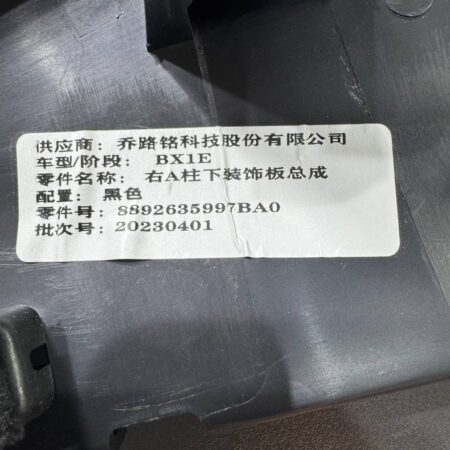 供应商：乔路铭科技股份有限公司
车型/阶段： BX1E
零件名称：右A柱下装饰板总成
配置：黑色
零件号：8892635997BA0
批次号：20230401